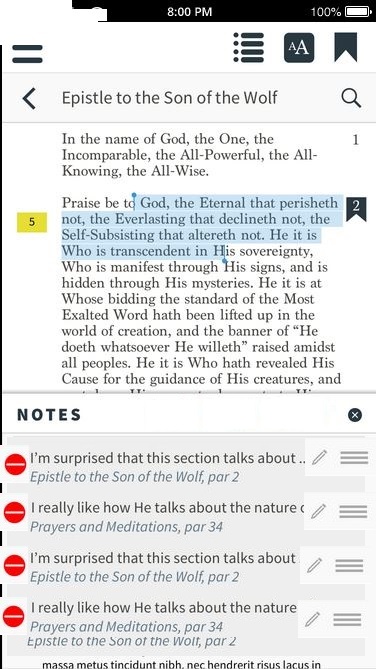 8:00 PM 100%
AA
Epistle to the Son of the Wolf
In the name of God, the One, the 1
Incomparable, the All-Powerful, the All-
Knowing, the All-Wise.
Praise be to God, the Eternal that perisheth 2
5 not, the Everlasting that declineth not, the
Self-Subsisting that altereth not. He it is
Who is transcendent in His sovereignty,
Who is manifest through His signs, and is
hidden through His mysteries. He it is at
Whose bidding the standard of the Most
Exalted Word hath been lifted up in the
world of creation, and the banner of “He
doeth whatsoever He willeth” raised amidst
all peoples. He it is Who hath revealed His
Cause for the guidance of His creatures, and
NOTES
I’m surprised that this section talks about ..
Epistle to the Son of the Wolf, par 2
I really like how He talks about the nature
Prayers and Meditations, par 34
I’m surprised that this section talks about
Epistle to the Son of the Wolf, par 2
I really like how He talks about the nature
Prayers and Meditations, par 34
Epistle to the Son of the Wolf, par 2
massa metus tincidunt nibh, nec hendrerit risus lacus in